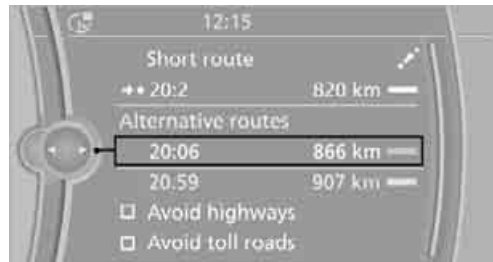 12:15
Short route
20:2 820 km
Alternative routes
20:06 866 km
20:59 907 km
Avoid highways
Avoid toll roads